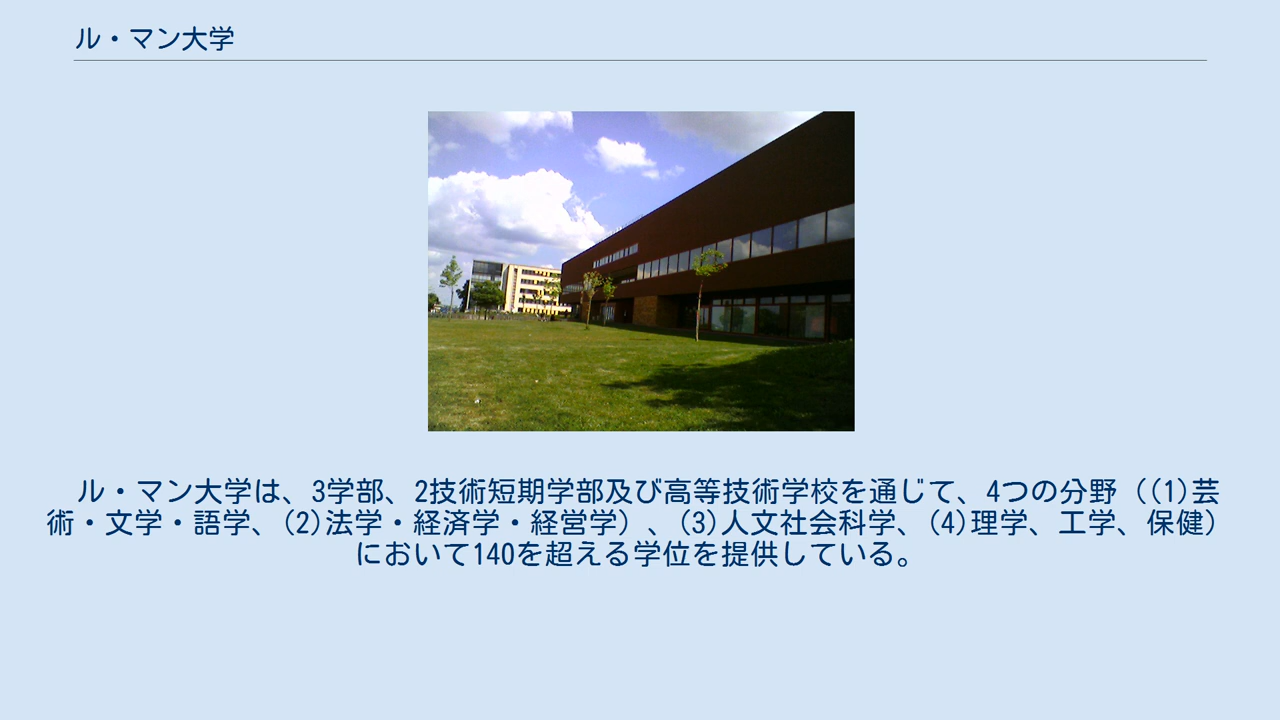 ル・マン大学
ル・マン大学は、3学部、2技術短期学部及び高等技術学校を通じて、4つの分野（(1)芸
術・文学・語学、(2)法学・経済学・経営学）、(3)人文社会科学、(4)理学、工学、保健）
において140を超える学位を提供している。